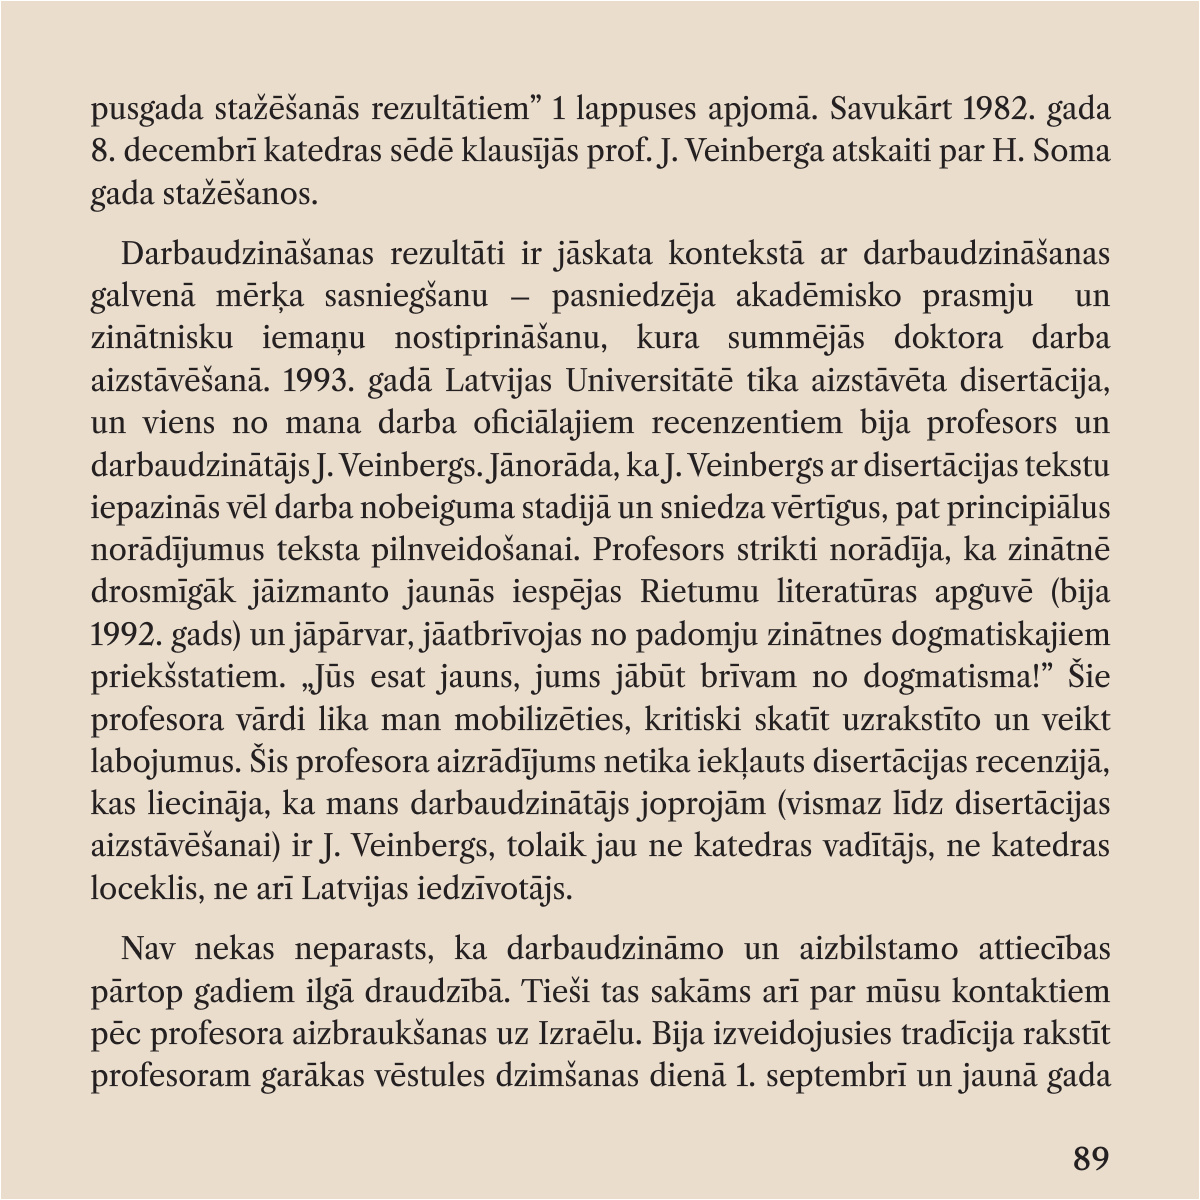 pusgada stažēšanās rezultātiem” 1 lappuses apjomā. Savukārt 1982. gada
8. decembrī katedras sēdē klausījās prof. J. Veinberga atskaiti par H. Soma
gada stažēšanos.
Darbaudzināšanas rezultāti ir jāskata kontekstā ar darbaudzināšanas
galvenā mērķa sasniegšanu – pasniedzēja akadēmisko prasmju un
zinātnisku iemaņu nostiprināšanu, kura summējās doktora darba
aizstāvēšanā. 1993. gadā Latvijas Universitātē tika aizstāvēta disertācija,
un viens no mana darba oficiālajiem recenzentiem bija profesors un
darbaudzinātājs J. Veinbergs. Jānorāda, ka J. Veinbergs ar disertācijas tekstu
iepazinās vēl darba nobeiguma stadijā un sniedza vērtīgus, pat principiālus
norādījumus teksta pilnveidošanai. Profesors strikti norādīja, ka zinātnē
drosmīgāk jāizmanto jaunās iespējas Rietumu literatūras apguvē (bija
1992. gads) un jāpārvar, jāatbrīvojas no padomju zinātnes dogmatiskajiem
priekšstatiem. „Jūs esat jauns, jums jābūt brīvam no dogmatisma!” Šie
profesora vārdi lika man mobilizēties, kritiski skatīt uzrakstīto un veikt
labojumus. Šis profesora aizrādījums netika iekļauts disertācijas recenzijā,
kas liecināja, ka mans darbaudzinātājs joprojām (vismaz līdz disertācijas
aizstāvēšanai) ir J. Veinbergs, tolaik jau ne katedras vadītājs, ne katedras
loceklis, ne arī Latvijas iedzīvotājs.
Nav nekas neparasts, ka darbaudzināmo un aizbilstamo attiecības
pārtop gadiem ilgā draudzībā. Tieši tas sakāms arī par mūsu kontaktiem
pēc profesora aizbraukšanas uz Izraēlu. Bija izveidojusies tradīcija rakstīt
profesoram garākas vēstules dzimšanas dienā 1. septembrī un jaunā gada
89